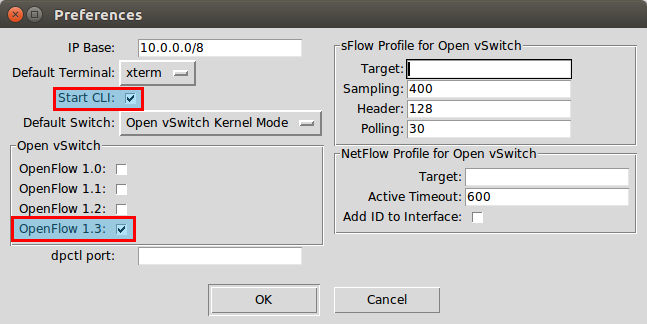 Preferences
IP Base: 10.0.0.0/8
Default Terminal: xterm
Start CLI:
Default Switch: Open vSwitch Kernel Mode
Open vSwitch
OpenFlow 1.0:
OpenFlow 1.1:
OpenFlow 1.2:
OpenFlow 1.3:
dpctl port:
sFlow Profile for Open vSwitch
Target:
Sampling: 400
Header: 128
Polling: 30
NetFlow Profile for Open vSwitch
Target:
Active Timeout: 600
Add ID to Interface:
OK
Cancel